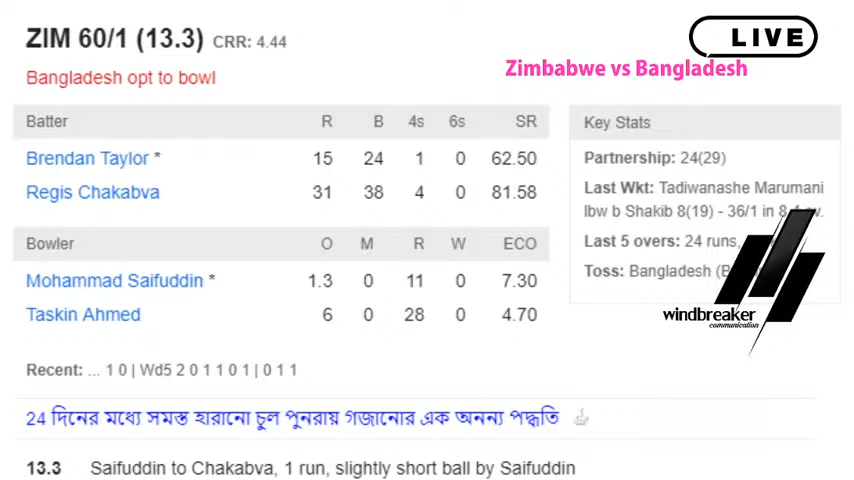 ZIM 60/1 (13.3) CRR: 4.44
LIVE
Zimbabwe vs Bangladesh
Bangladesh opt to bowl
Batter R B 4s 6s SR
Brendan Taylor * 15 24 1 0 62.50
Regis Chakabva 31 38 4 0 81.58
Bowler O M R W ECO
Mohammad Saifuddin * 1.3 0 11 0 7.30
Taskin Ahmed 6 0 28 0 4.70
Key Stats
Partnership: 24(29)
Last Wkt: Tadiwanashe Marumani
lbw b Shakib 8(19) - 36/1 in ov.
Last 5 overs: 24 runs,
Toss: Bangladesh
windbreaker
communication
Recent: ... 1 0 | Wd5 2 0 1 1 0 1 | 0 1 1
24 দিনের মধ্যে সমস্ত হারানো চুল পুনরায় গজানোর এক অনন্য পদ্ধতি
13.3 Saifuddin to Chakabva, 1 run, slightly short ball by Saifuddin